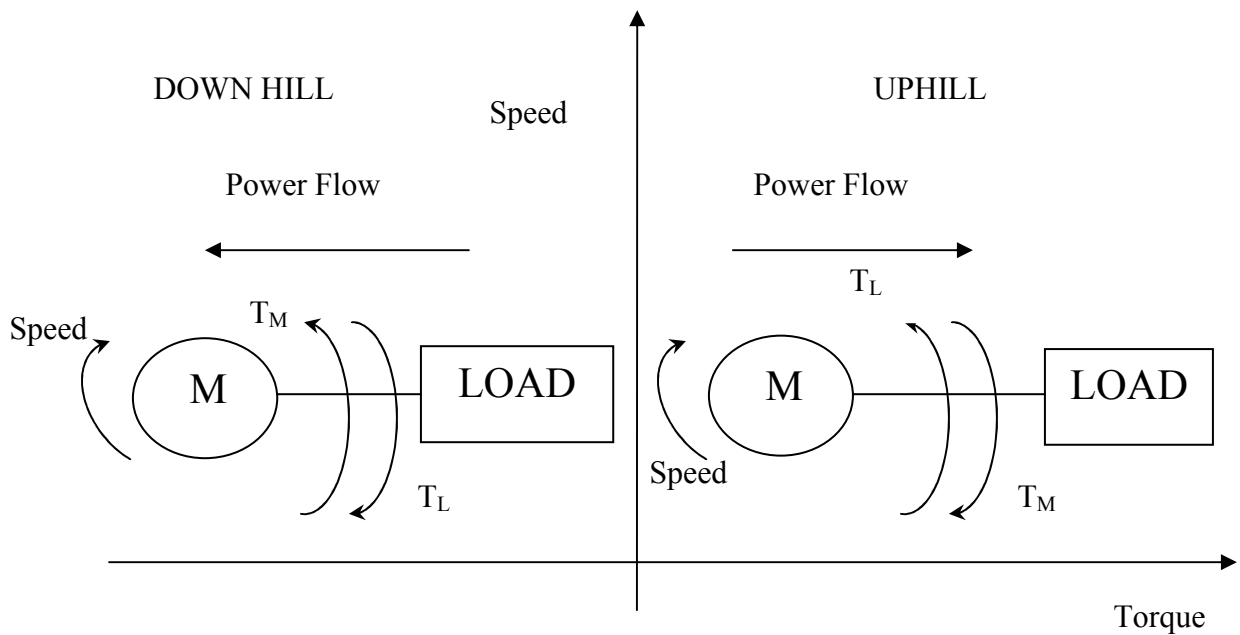 DOWN HILL
UPHILL
Speed
Power Flow
Power Flow
T_L
T_M
Speed
M
LOAD
M
LOAD
Speed
T_L
T_M
Torque